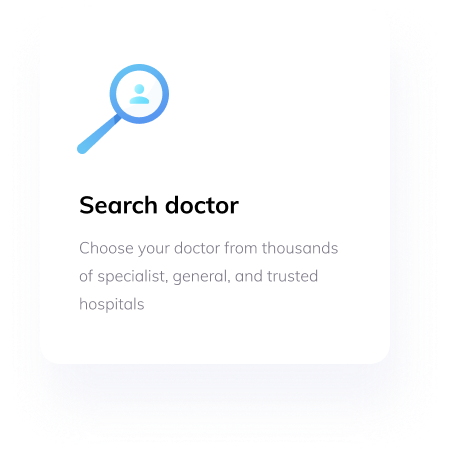 Search doctor
Choose your doctor from thousands
of specialist, general, and trusted
hospitals